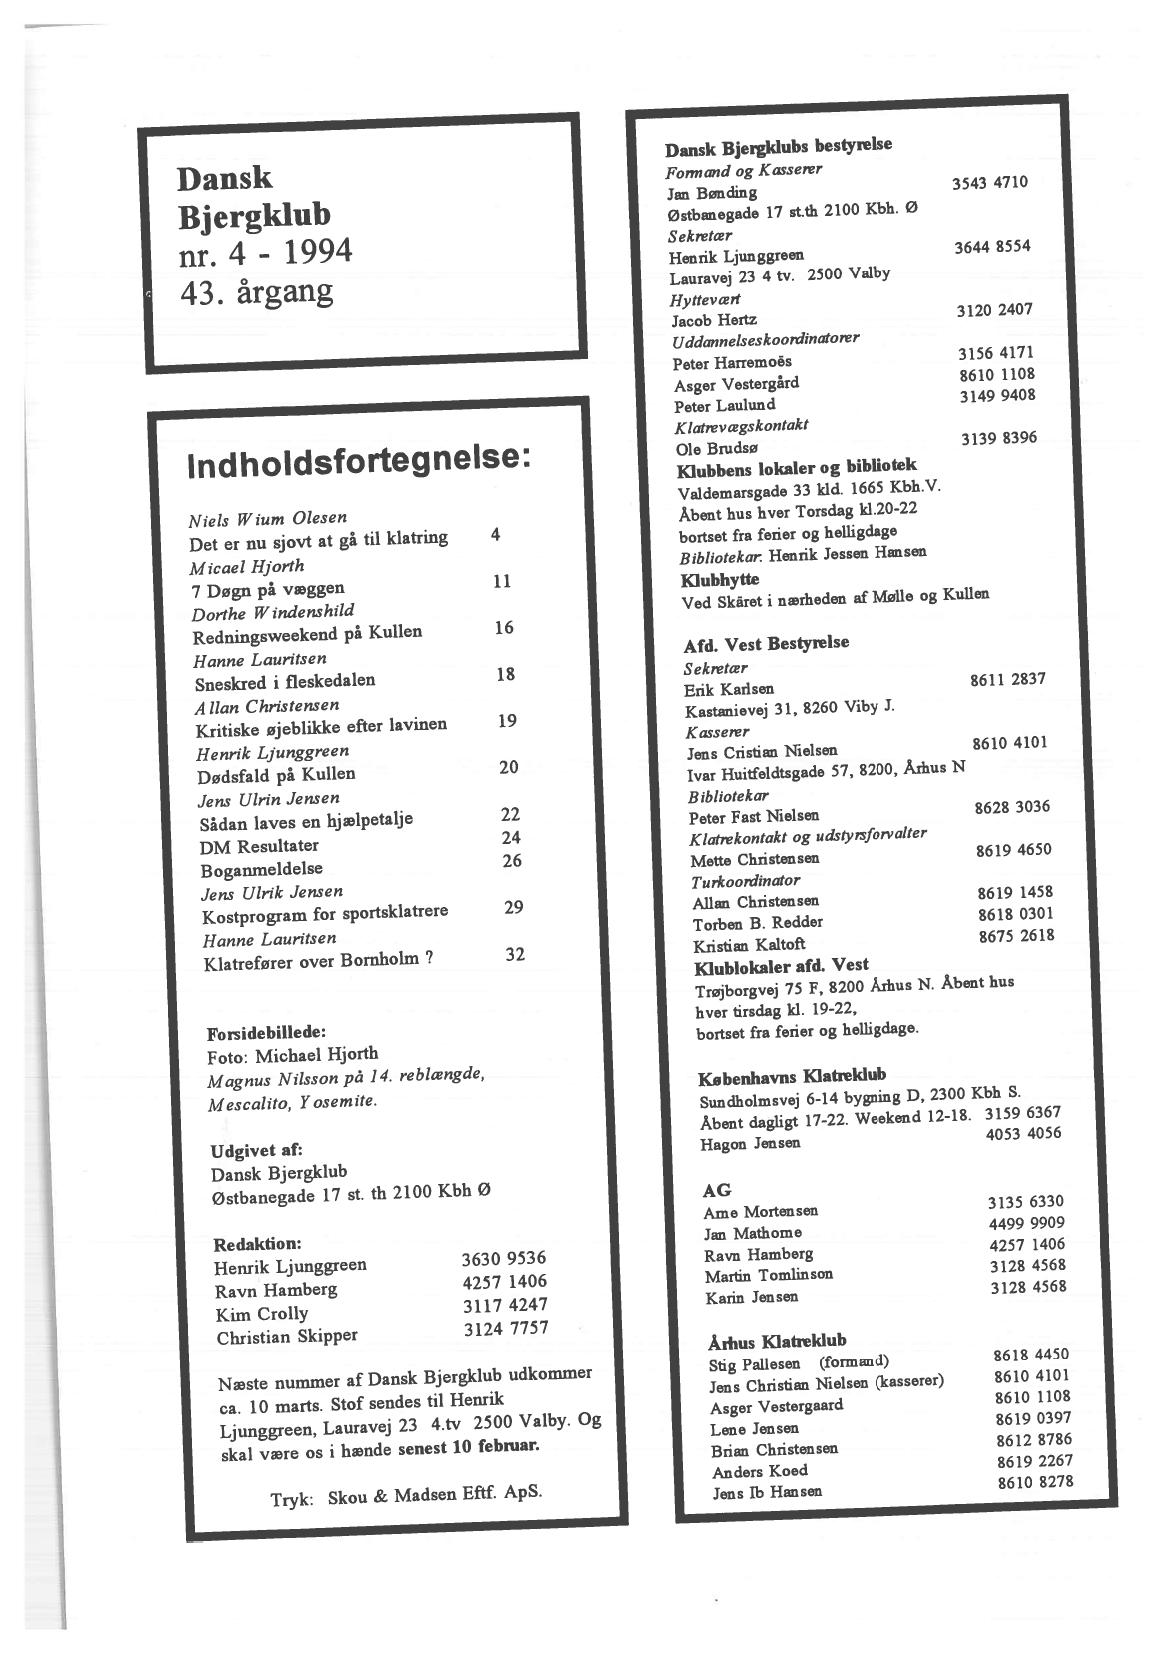 Dansk
Bjergklub
nr. 4 - 1994
43. årgang
Indholdsfortegnelse:
Niels Wium Olesen
Det er nu sjovt at gå til klatring 4
Micael Hjorth
7 Døgn på væggen 11
Dorthe Windenshild
Redningsweekend på Kullen 16
Hanne Lauritsen
Sneskred i fleskedalen 18
Allan Christensen
Kritiske øjeblikke efter lavinen 19
Henrik Ljunggreen
Dødsfald på Kullen 20
Jens Ulrin Jensen
Sådan laves en hjælpetalje 22
DM Resultater 24
Boganmeldelse 26
Jens Ulrik Jensen
Kostprogram for sportsklatrere 29
Hanne Lauritsen
Klatrefører over Bornholm ? 32
Forsidebillede:
Foto: Michael Hjorth
Magnus Nilsson på 14. reblængde,
Mescalito, Yosemite.
Udgivet af:
Dansk Bjergklub
Østbanegade 17 st. th 2100 Kbh Ø
Redaktion:
Henrik Ljunggreen 3630 9536
Ravn Hamberg 4257 1406
Kim Crolly 3117 4247
Christian Skipper 3124 7757
Næste nummer af Dansk Bjergklub udkommer
ca. 10 marts. Stof sendes til Henrik
Ljunggreen, Lauravej 23 4.tv 2500 Valby. Og
skal være os i hænde senest 10 februar.
Tryk: Skou & Madsen Eftf. ApS.
Dansk Bjergklubs bestyrelse
Formand og Kasserer
Jan Bønding 3543 4710
Østbanegade 17 st.th 2100 Kbh. Ø
Sekretær
Henrik Ljunggreen 3644 8554
Lauravej 23 4 tv. 2500 Valby
Hyttevært
Jacob Hertz 3120 2407
Uddannelseskoordinatorer
Peter Harremoës 3156 4171
Asger Vestergård 8610 1108
Peter Laulund 3149 9408
Klatrevægskontakt
Ole Brudsø 3139 8396
Klubbens lokaler og bibliotek
Valdemarsgade 33 kld. 1665 Kbh.V.
Åbent hus hver Torsdag kl.20-22
bortset fra ferier og helligdage
Bibliotekar: Henrik Jessen Hansen
Klubhytte
Ved Skäret i nærheden af Mølle og Kullen
Afd. Vest Bestyrelse
Sekretær
Erik Karlsen 8611 2837
Kastanievej 31, 8260 Viby J.
Kasserer
Jens Cristian Nielsen 8610 4101
Ivar Huitfeldtsgade 57, 8200, Århus N
Bibliotekar
Peter Fast Nielsen 8628 3036
Klatrekontakt og udstyrsforvalter
Mette Christensen 8619 4650
Turkoordinator
Allan Christensen 8619 1458
Torben B. Redder 8618 0301
Kristian Kaltoft 8675 2618
Klublokaler afd. Vest
Trøjborgvej 75 F, 8200 Århus N. Åbent hus
hver tirsdag kl. 19-22,
bortset fra ferier og helligdage.
Københavns Klatreklub
Sundholmsvej 6-14 bygning D, 2300 Kbh S.
Åbent dagligt 17-22. Weekend 12-18. 3159 6367
Hagon Jensen 4053 4056
AG
Arne Mortensen 3135 6330
Jan Mathorne 4499 9909
Ravn Hamberg 4257 1406
Martin Tomlinson 3128 4568
Karin Jensen 3128 4568
Århus Klatreklub
Stig Pallesen (formand) 8618 4450
Jens Christian Nielsen (kasserer) 8610 4101
Asger Vestergaard 8610 1108
Lene Jensen 8619 0397
Brian Christensen 8612 8786
Anders Koed 8619 2267
Jens Ib Hansen 8610 8278